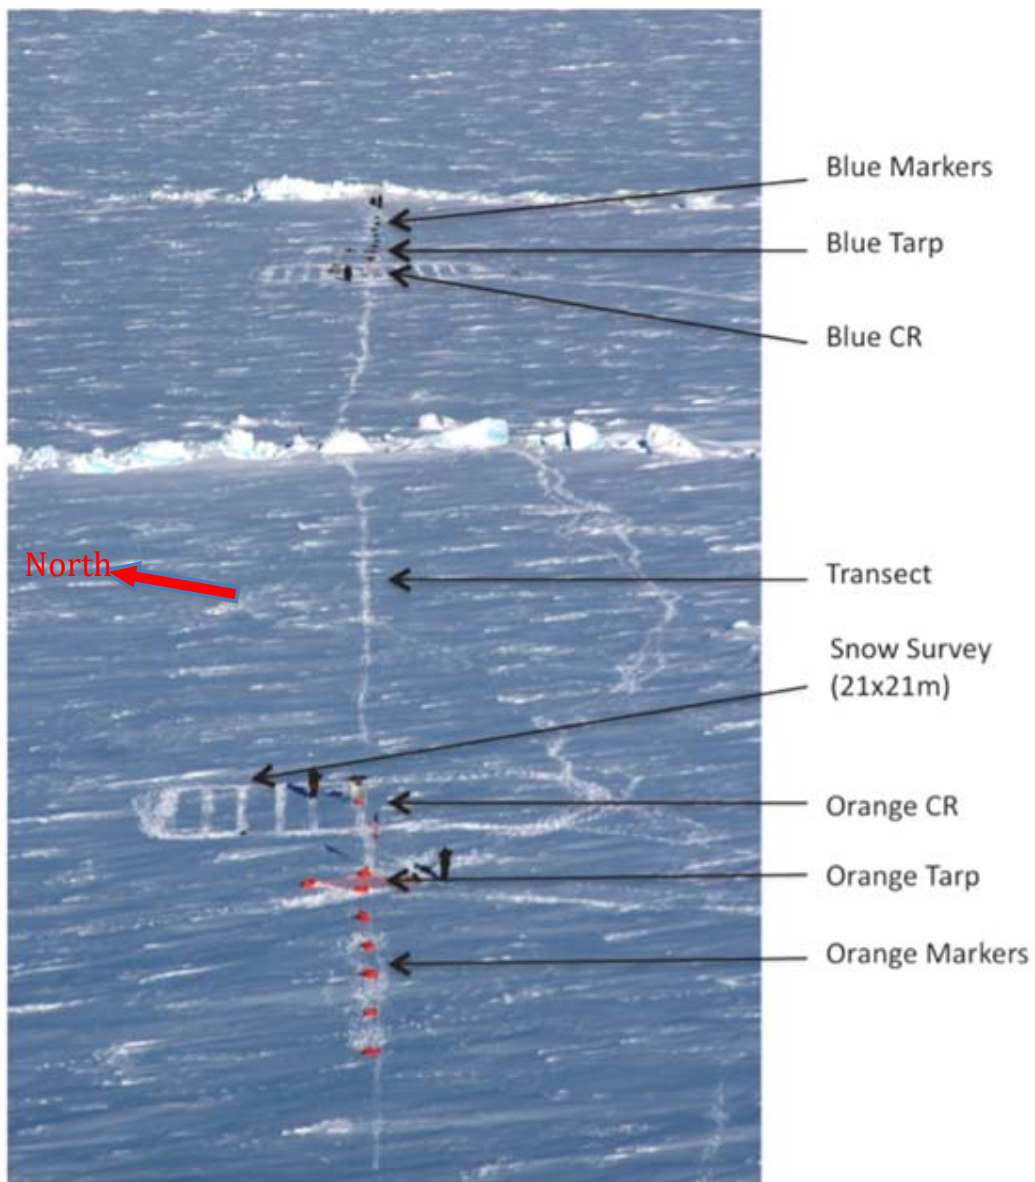 Blue Markers
Blue Tarp
Blue CR
North
Transect
Snow Survey
(21x21m)
Orange CR
Orange Tarp
Orange Markers